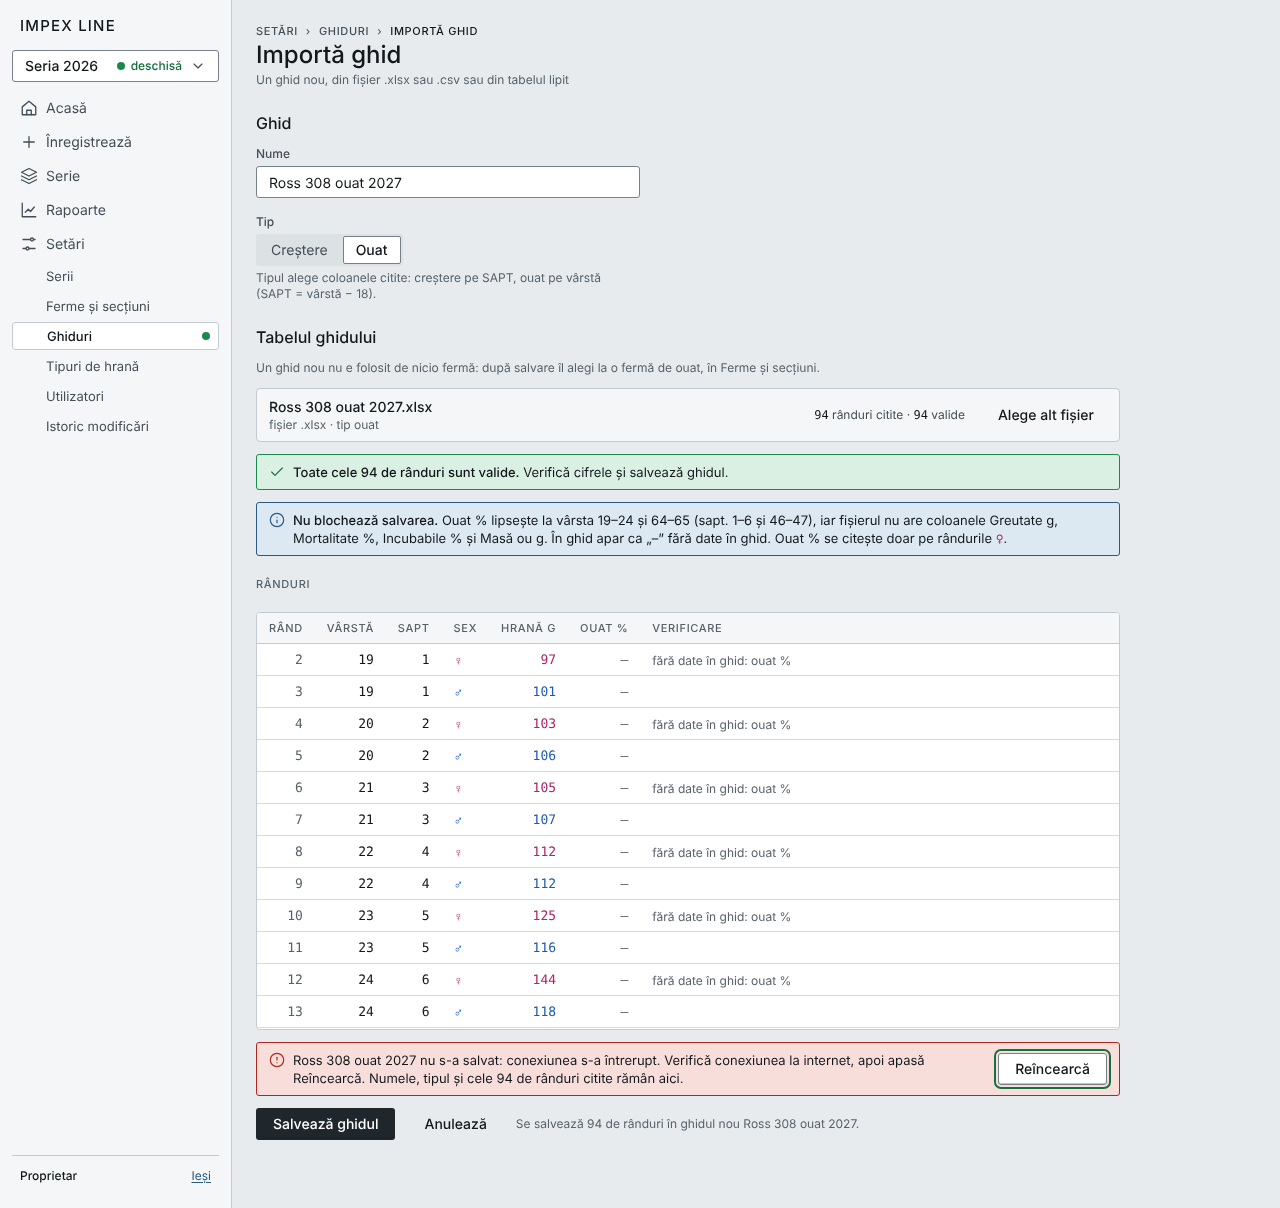 IMPEX LINE
Seria 2026 deschisă
Acasă
Înregistrează
Serie
Rapoarte
Setări
Serii
Ferme și secțiuni
Ghiduri
Tipuri de hrană
Utilizatori
Istoric modificări
Proprietar Ieși
SETĂRI › GHIDURI › IMPORTĂ GHID
Importă ghid
Un ghid nou, din fișier .xlsx sau .csv sau din tabelul lipit
Ghid
Nume
Ross 308 ouat 2027
Tip
Creștere Ouat
Tipul alege coloanele citite: creștere pe SAPT, ouat pe vârstă
(SAPT = vârstă − 18).
Tabelul ghidului
Un ghid nou nu e folosit de nicio fermă: după salvare îl alegi la o fermă de ouat, în Ferme și secțiuni.
Ross 308 ouat 2027.xlsx
fișier .xlsx · tip ouat
94 rânduri citite · 94 valide
Alege alt fișier
Toate cele 94 de rânduri sunt valide. Verifică cifrele și salvează ghidul.
Nu blochează salvarea. Ouat % lipsește la vârsta 19–24 și 64–65 (sapt. 1–6 și 46–47), iar fișierul nu are coloanele Greutate g,
Mortalitate %, Incubabile % și Masă ou g. În ghid apar ca „–” fără date în ghid. Ouat % se citește doar pe rândurile ♀.
RÂNDURI
RÂND VÂRSTĂ SAPT SEX HRANĂ G OUAT % VERIFICARE
2 19 1 ♀ 97 – fără date în ghid: ouat %
3 19 1 ♂ 101 –
4 20 2 ♀ 103 – fără date în ghid: ouat %
5 20 2 ♂ 106 –
6 21 3 ♀ 105 – fără date în ghid: ouat %
7 21 3 ♂ 107 –
8 22 4 ♀ 112 – fără date în ghid: ouat %
9 22 4 ♂ 112 –
10 23 5 ♀ 125 – fără date în ghid: ouat %
11 23 5 ♂ 116 –
12 24 6 ♀ 144 – fără date în ghid: ouat %
13 24 6 ♂ 118 –
Ross 308 ouat 2027 nu s-a salvat: conexiunea s-a întrerupt. Verifică conexiunea la internet, apoi apasă
Reîncearcă. Numele, tipul și cele 94 de rânduri citite rămân aici.
Reîncearcă
Salvează ghidul Anulează Se salvează 94 de rânduri în ghidul nou Ross 308 ouat 2027.